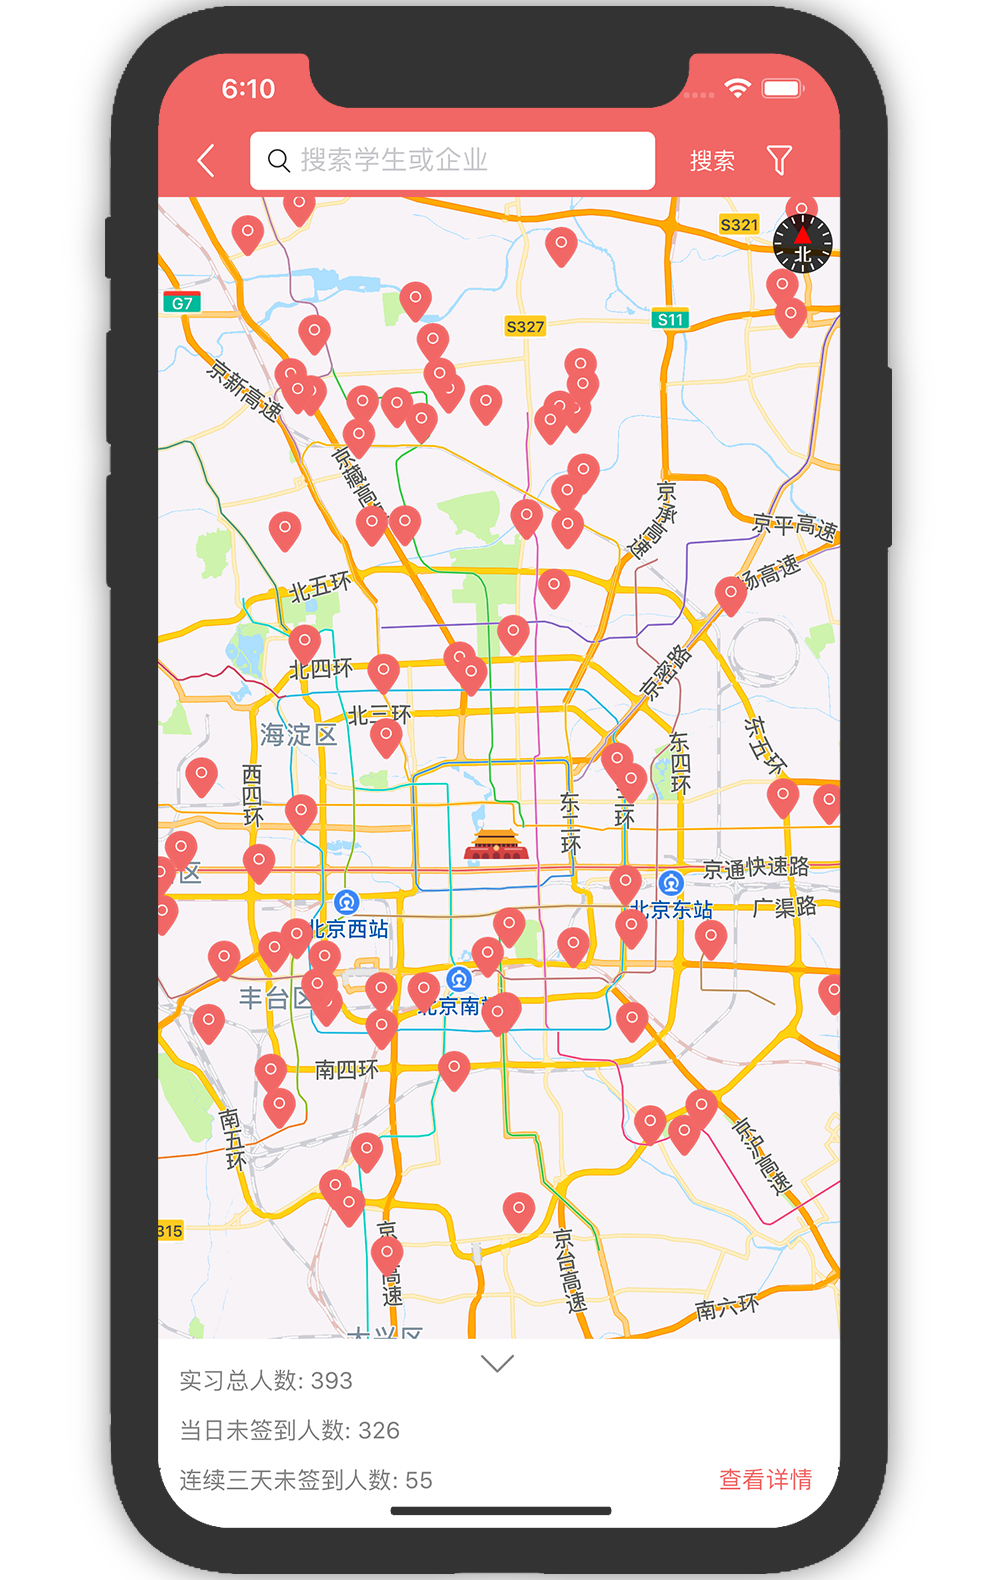 6:10
搜索学生或企业
搜索
S321
北
G7
S11
S327
京新高速
京藏高
京承高速
京平高速
场高速
北五环
北四环
京密路
北三环
海淀区
东五环
东四环
西四环
东二环
三环
京通快速路
区
北京东站
广渠路
北京西站
丰台区
北京南站
南四环
南五环
京沪高速
315
京
高速
京台高速
南六环
大兴区
实习总人数: 393
当日未签到人数: 326
连续三天未签到人数: 55
查看详情